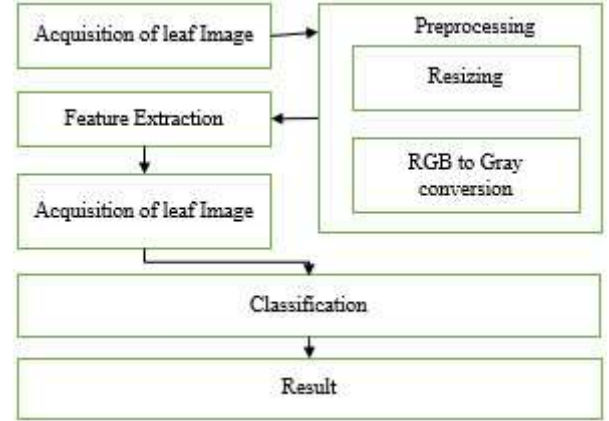 Acquisition of leaf Image
Preprocessing
Resizing
RGB to Gray
conversion
Feature Extraction
Acquisition of leaf Image
Classification
Result